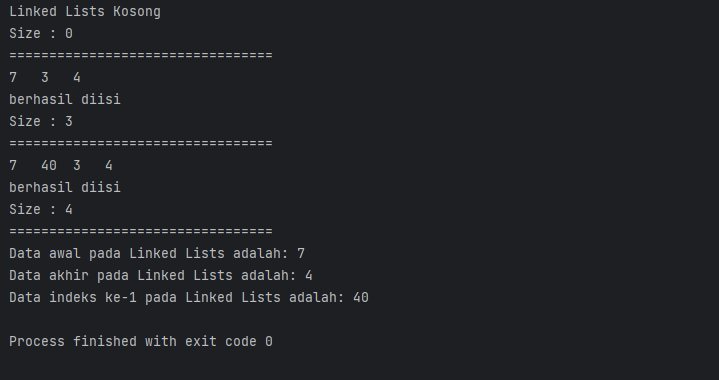 Linked Lists Kosong
Size : 0
=================================
7   3   4
berhasil diisi
Size : 3
=================================
7   40  3   4
berhasil diisi
Size : 4
=================================
Data awal pada Linked Lists adalah: 7
Data akhir pada Linked Lists adalah: 4
Data indeks ke-1 pada Linked Lists adalah: 40
Process finished with exit code 0